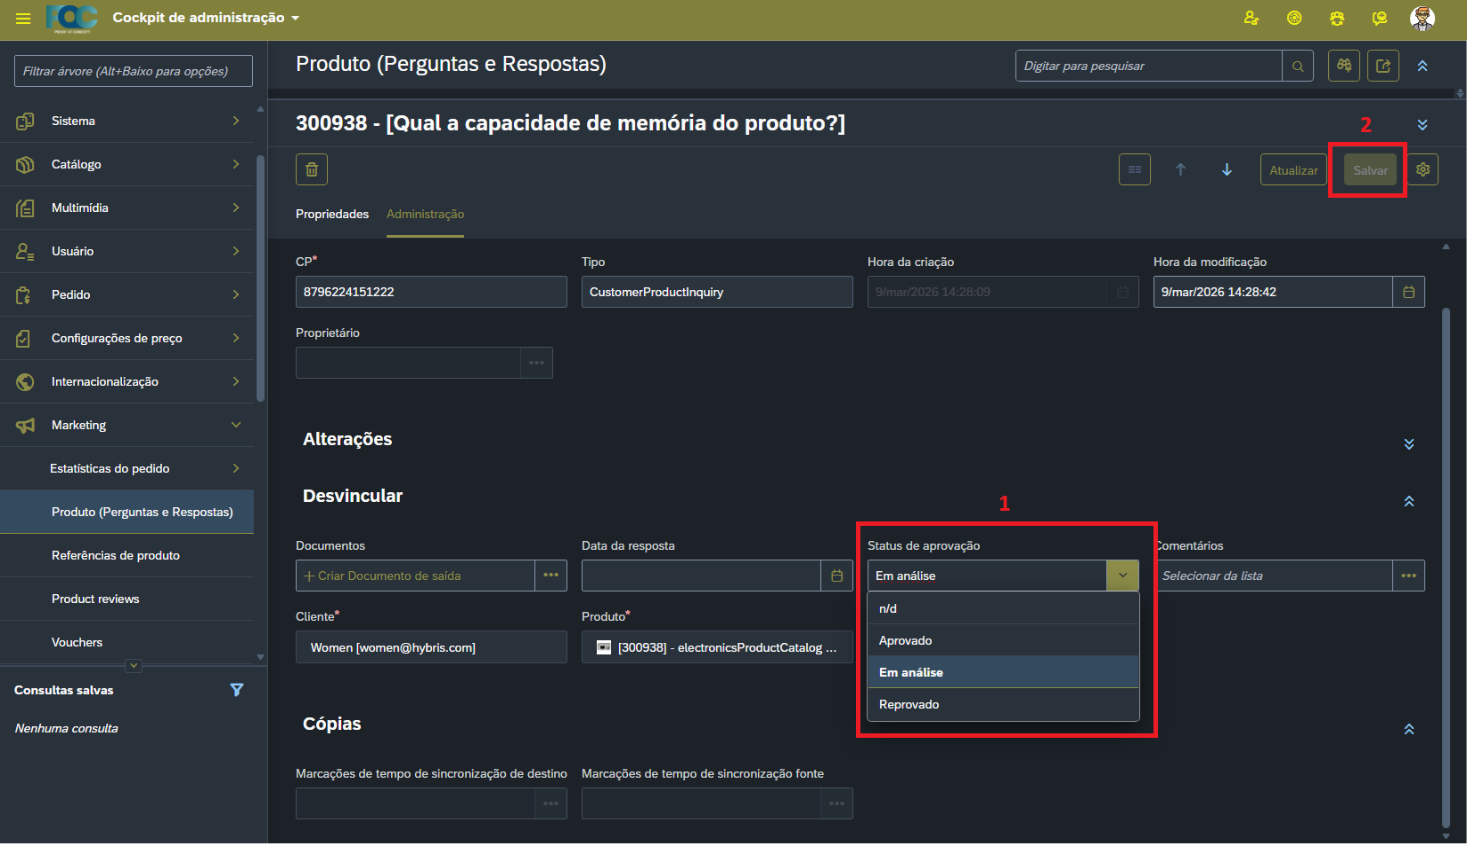 PQC
PROOF OF CONCEPT
Cockpit de administração
Filtrar árvore (Alt+Baixo para opções)
Sistema
Catálogo
Multimídia
Usuário
Pedido
Configurações de preço
Internacionalização
Marketing
Estatísticas do pedido
Produto (Perguntas e Respostas)
Referências de produto
Product reviews
Vouchers
Consultas salvas
Nenhuma consulta
Produto (Perguntas e Respostas)
Digitar para pesquisar
300938 - [Qual a capacidade de memória do produto?]
2
Atualizar
Salvar
Propriedades
Administração
CP*
Tipo
Hora da criação
Hora da modificação
8796224151222
CustomerProductInquiry
9/mar/2026 14:28:09
9/mar/2026 14:28:42
Proprietário
Alterações
Desvincular
1
Documentos
Data da resposta
Status de aprovação
Comentários
Criar Documento de saída
Em análise
Selecionar da lista
n/d
Aprovado
Em análise
Reprovado
Cliente*
Produto*
Women [women@hybris.com]
[300938] - electronicsProductCatalog ...
Cópias
Marcações de tempo de sincronização de destino
Marcações de tempo de sincronização fonte